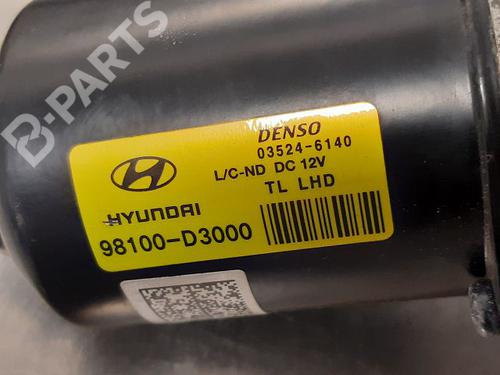 B-PARTS
DENSO
03524-6140
L/C-ND DC 12V
TL LHD
HYUNDAI
98100-D3000